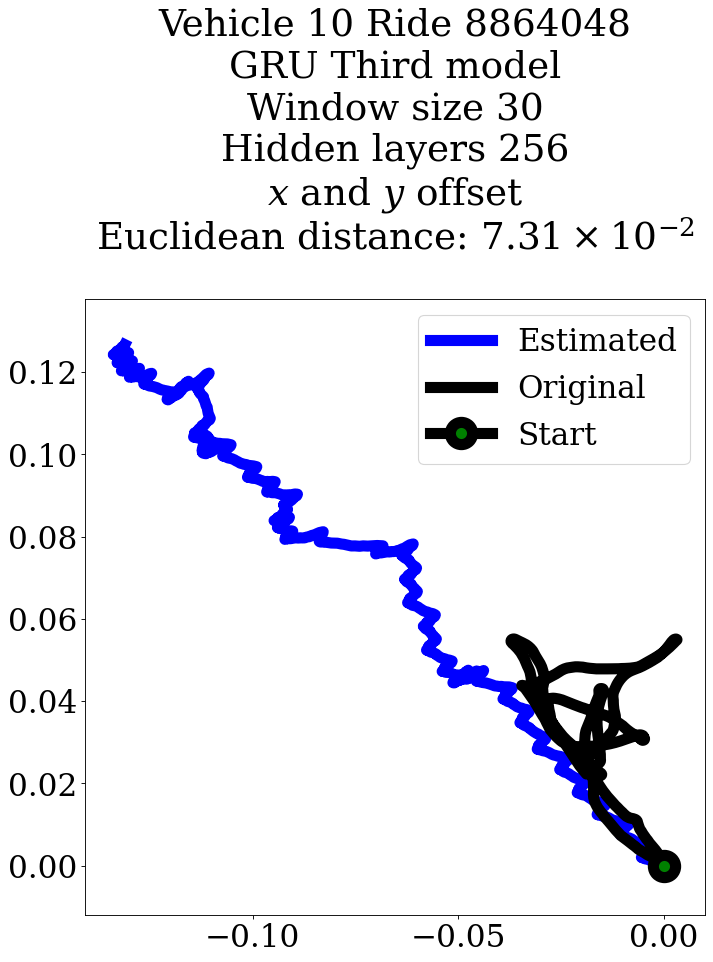 Vehicle 10 Ride 8864048
GRU Third model
Window size 30
Hidden layers 256
x and y offset
Euclidean distance: 7.31 × 10⁻²
Estimated
Original
Start
0.12
0.10
0.08
0.06
0.04
0.02
0.00
−0.10 −0.05 0.00